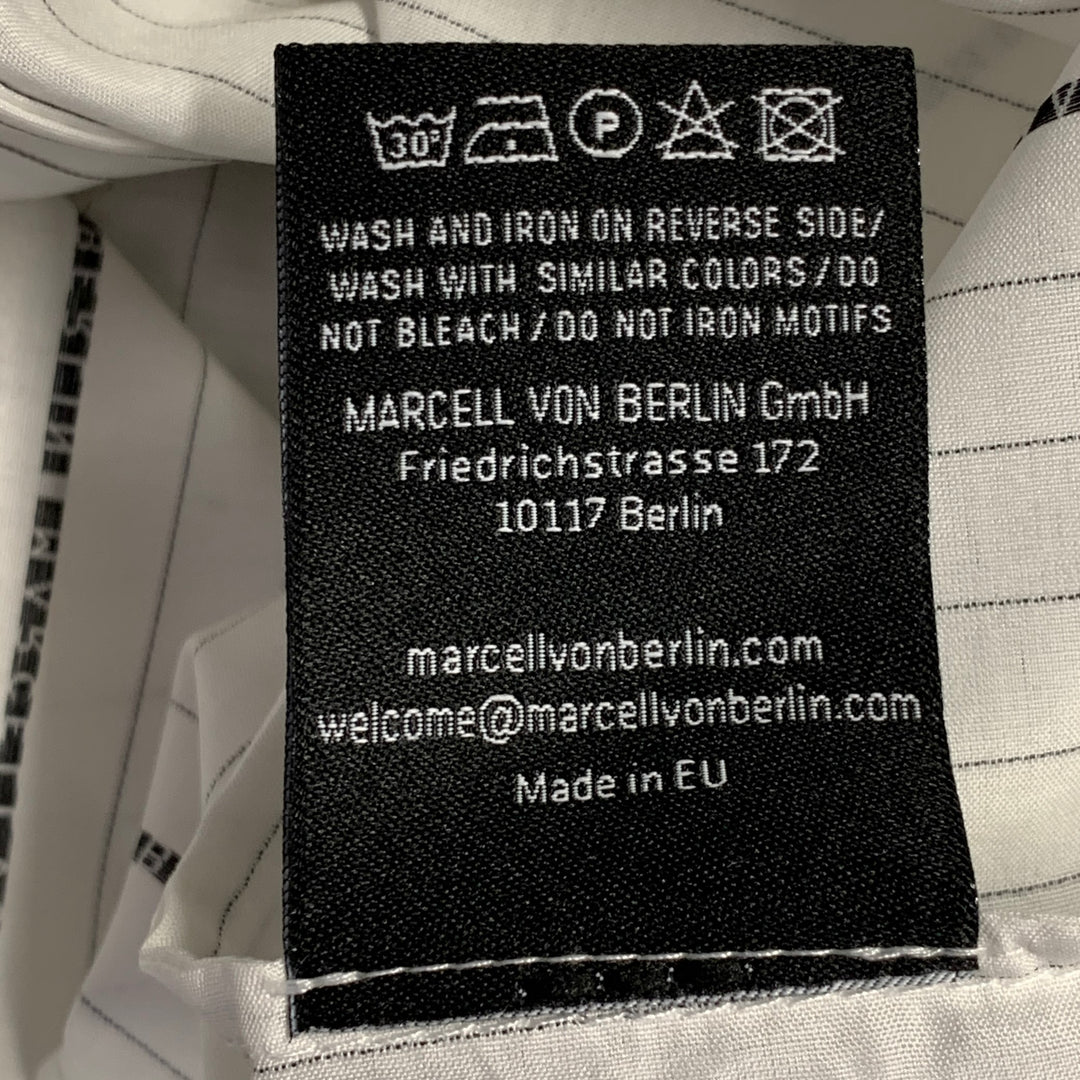 30°
P
WASH AND IRON ON REVERSE SIDE/
WASH WITH SIMILAR COLORS/DO
NOT BLEACH/DO NOT IRON MOTIFS
MARCELL VON BERLIN GmbH
Friedrichstrasse 172
10117 Berlin
marcellvonberlin.com
welcome@marcellvonberlin.com
Made in EU